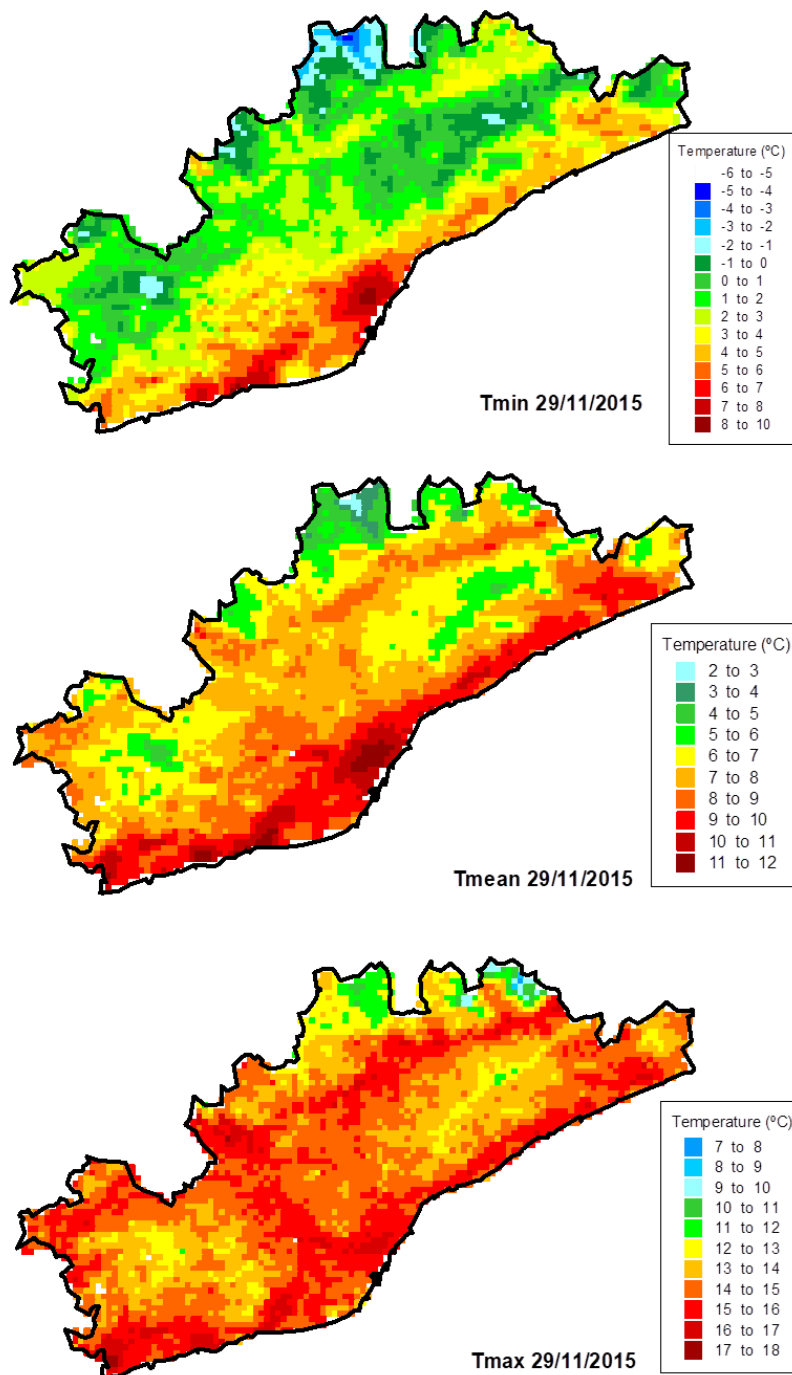 Temperature (ºC)
-6 to -5
-5 to -4
-4 to -3
-3 to -2
-2 to -1
-1 to 0
0 to 1
1 to 2
2 to 3
3 to 4
4 to 5
5 to 6
6 to 7
7 to 8
8 to 10
Tmin 29/11/2015
Temperature (ºC)
2 to 3
3 to 4
4 to 5
5 to 6
6 to 7
7 to 8
8 to 9
9 to 10
10 to 11
11 to 12
Tmean 29/11/2015
Temperature (ºC)
7 to 8
8 to 9
9 to 10
10 to 11
11 to 12
12 to 13
13 to 14
14 to 15
15 to 16
16 to 17
17 to 18
Tmax 29/11/2015